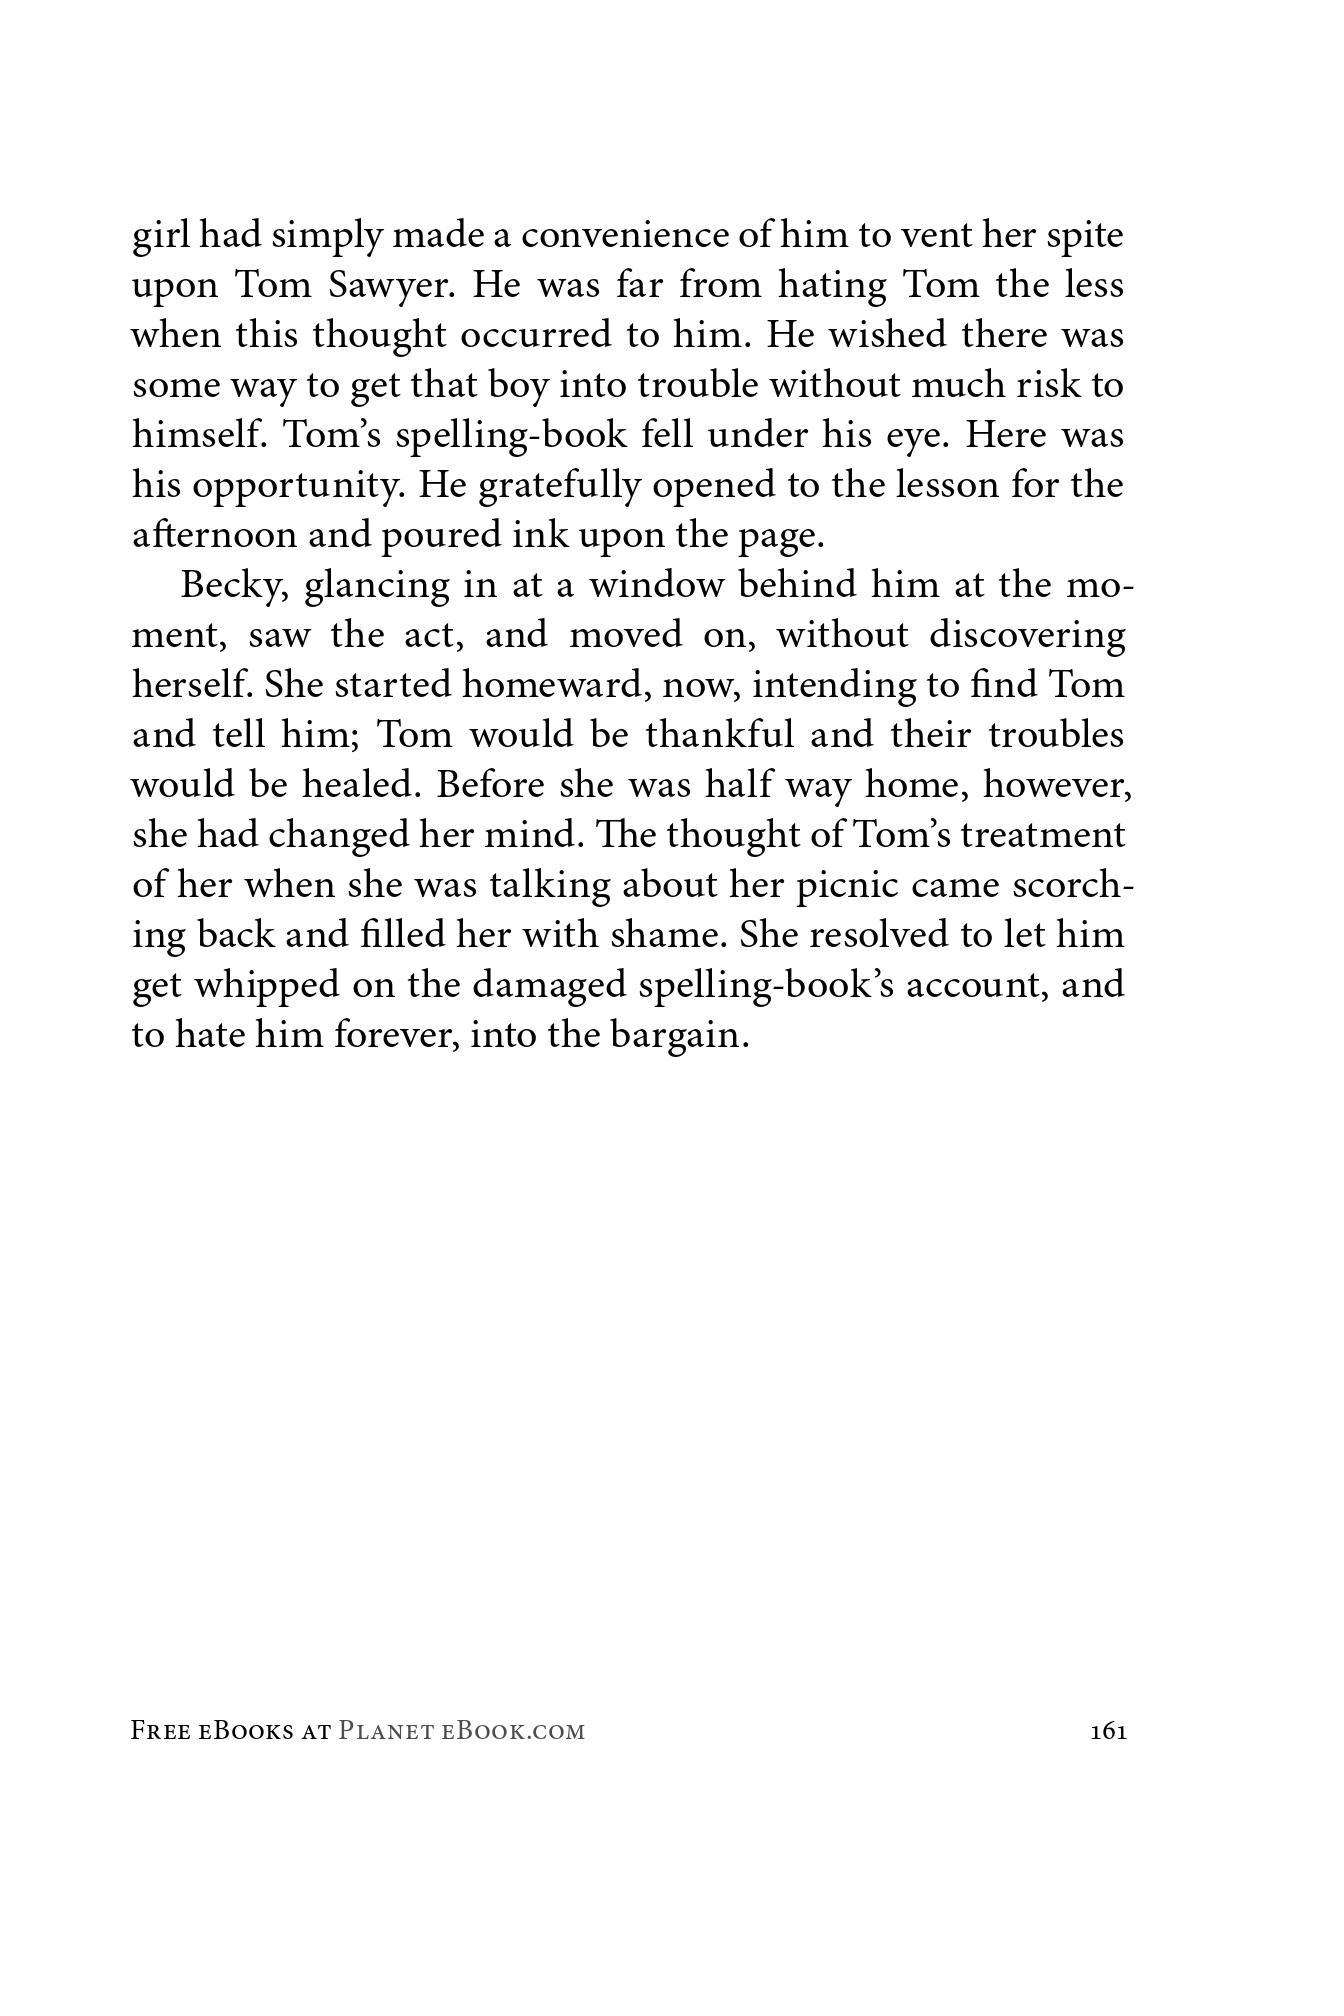 girl had simply made a convenience of him to vent her spite
upon Tom Sawyer. He was far from hating Tom the less
when this thought occurred to him. He wished there was
some way to get that boy into trouble without much risk to
himself. Tom’s spelling-book fell under his eye. Here was
his opportunity. He gratefully opened to the lesson for the
afternoon and poured ink upon the page.
Becky, glancing in at a window behind him at the mo-
ment, saw the act, and moved on, without discovering
herself. She started homeward, now, intending to find Tom
and tell him; Tom would be thankful and their troubles
would be healed. Before she was half way home, however,
she had changed her mind. The thought of Tom’s treatment
of her when she was talking about her picnic came scorch-
ing back and filled her with shame. She resolved to let him
get whipped on the damaged spelling-book’s account, and
to hate him forever, into the bargain.
Free eBooks at Planet eBook.com 161